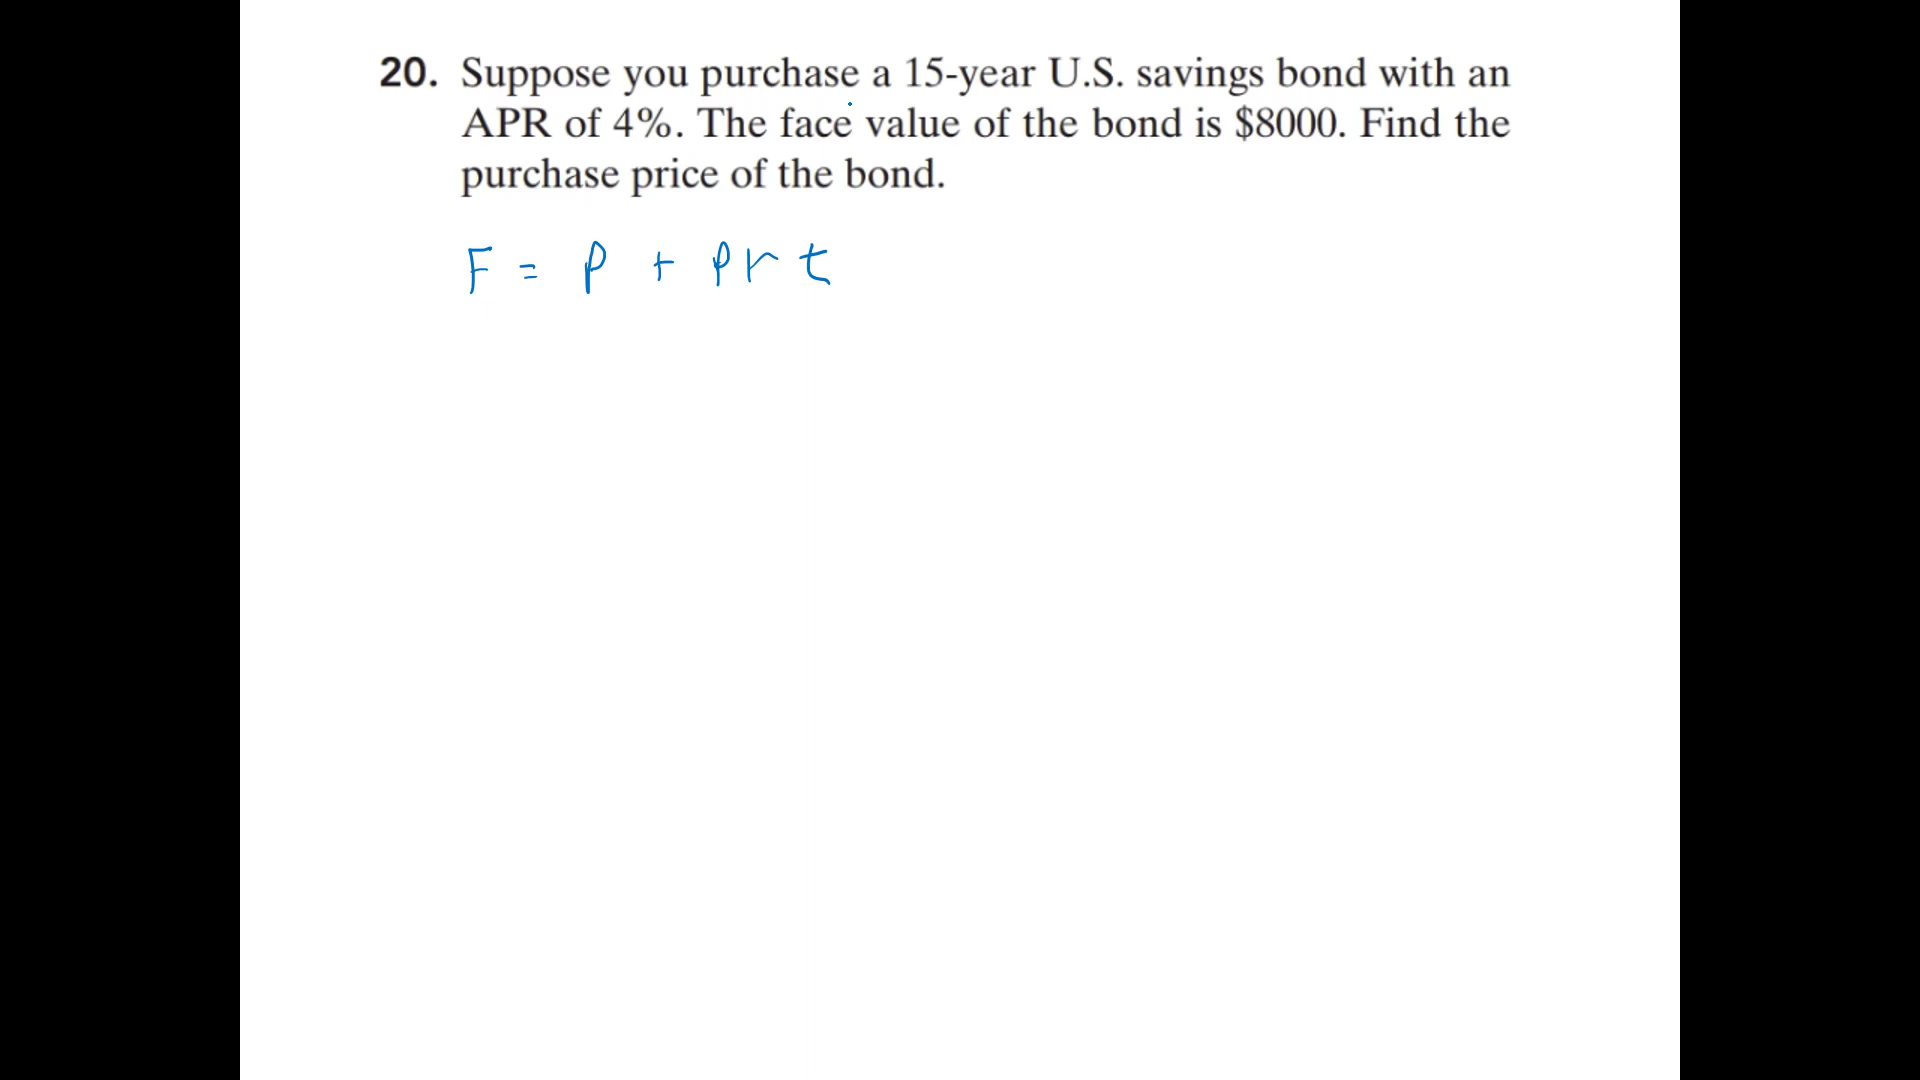 20. Suppose you purchase a 15-year U.S. savings bond with an
APR of 4%. The face value of the bond is $8000. Find the
purchase price of the bond.
F = P + Prt